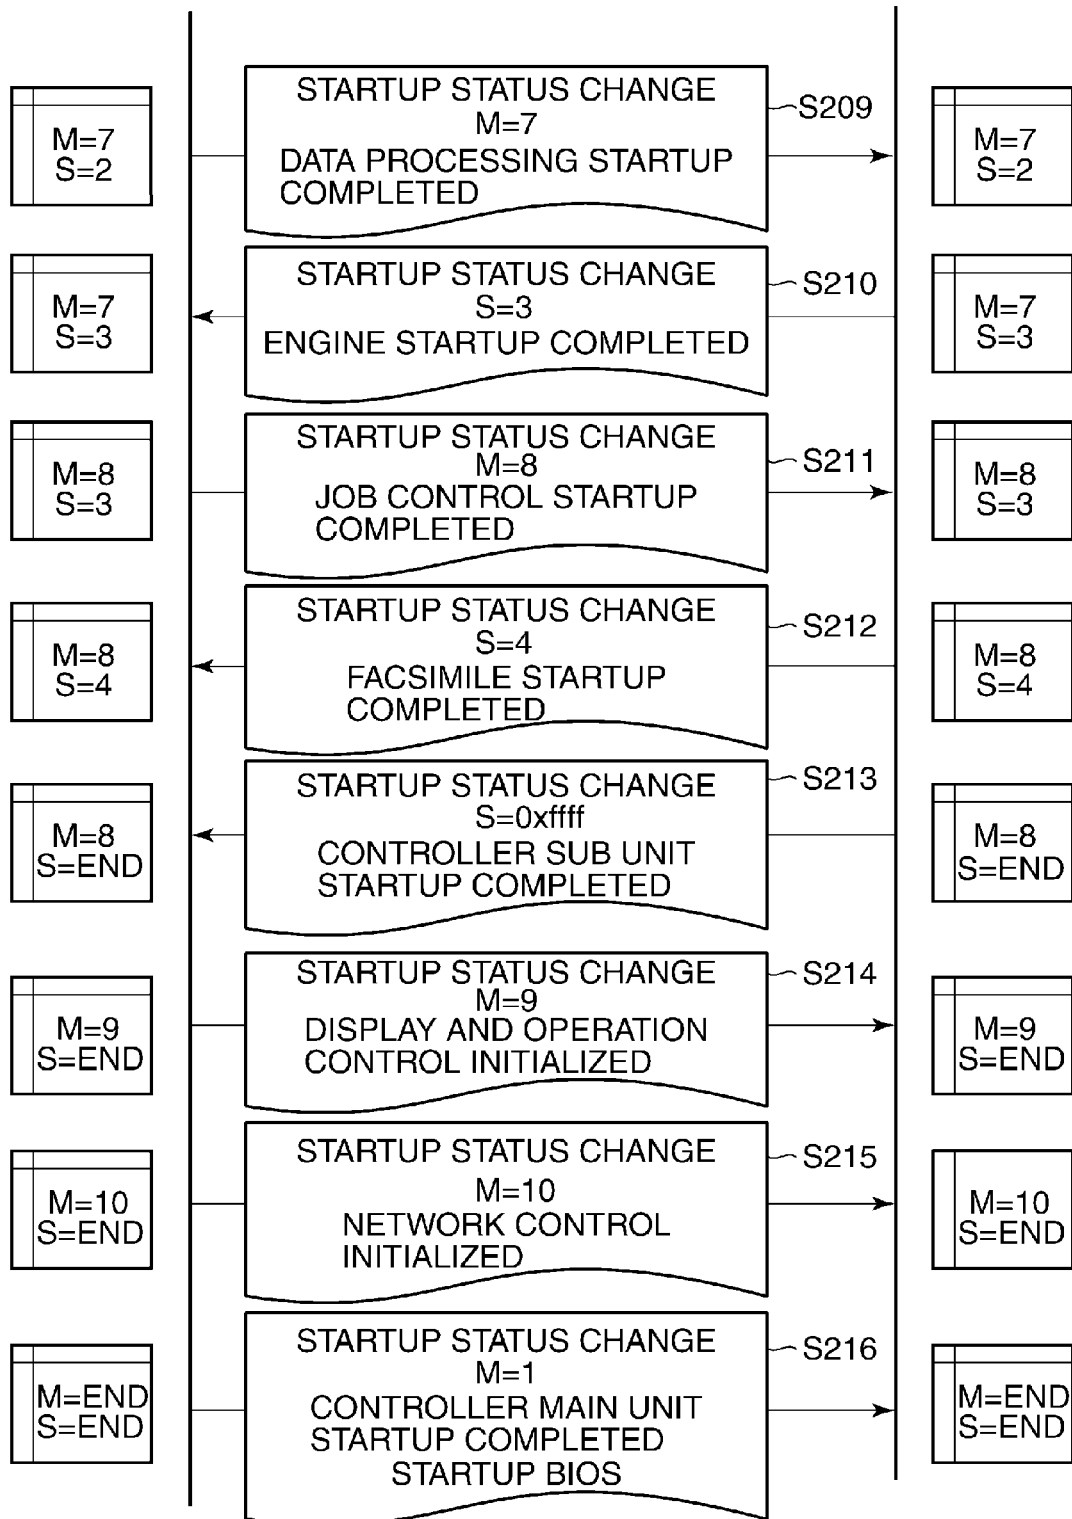 STARTUP STATUS CHANGE
M=7
DATA PROCESSING STARTUP
COMPLETED
S209
M=7
S=2
M=7
S=2
STARTUP STATUS CHANGE
S=3
ENGINE STARTUP COMPLETED
S210
M=7
S=3
M=7
S=3
STARTUP STATUS CHANGE
M=8
JOB CONTROL STARTUP
COMPLETED
S211
M=8
S=3
M=8
S=3
STARTUP STATUS CHANGE
S=4
FACSIMILE STARTUP
COMPLETED
S212
M=8
S=4
M=8
S=4
STARTUP STATUS CHANGE
S=0xffff
CONTROLLER SUB UNIT
STARTUP COMPLETED
S213
M=8
S=END
M=8
S=END
STARTUP STATUS CHANGE
M=9
DISPLAY AND OPERATION
CONTROL INITIALIZED
S214
M=9
S=END
M=9
S=END
STARTUP STATUS CHANGE
M=10
NETWORK CONTROL
INITIALIZED
S215
M=10
S=END
M=10
S=END
STARTUP STATUS CHANGE
M=1
CONTROLLER MAIN UNIT
STARTUP COMPLETED
STARTUP BIOS
S216
M=END
S=END
M=END
S=END